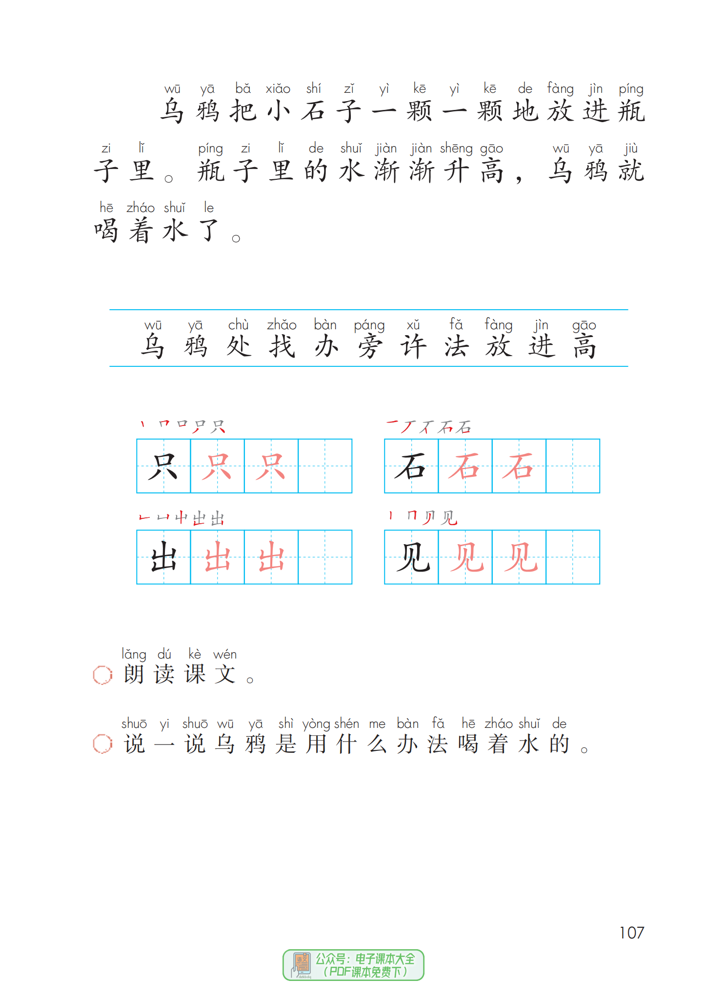 wū yā bǎ xiǎo shí zǐ yì kē yì kē de fàng jìn píng
乌鸦把小石子一颗一颗地放进瓶
zi lǐ píng zi lǐ de shuǐ jiàn jiàn shēng gāo wū yā jiù
子里。瓶子里的水渐渐升高，乌鸦就
hē zháo shuǐ le
喝着水了。
wū yā chù zhǎo bàn páng xǔ fǎ fàng jìn gāo
乌鸦处找办旁许法放进高
只只只
石石石
出出出
见见见
lǎng dú kè wén
朗读课文。
shuō yi shuō wū yā shì yòng shén me bàn fǎ hē zháo shuǐ de
说一说乌鸦是用什么办法喝着水的。
107
语文
dzkbdq
公众号：电子课本大全
（PDF课本免费下）